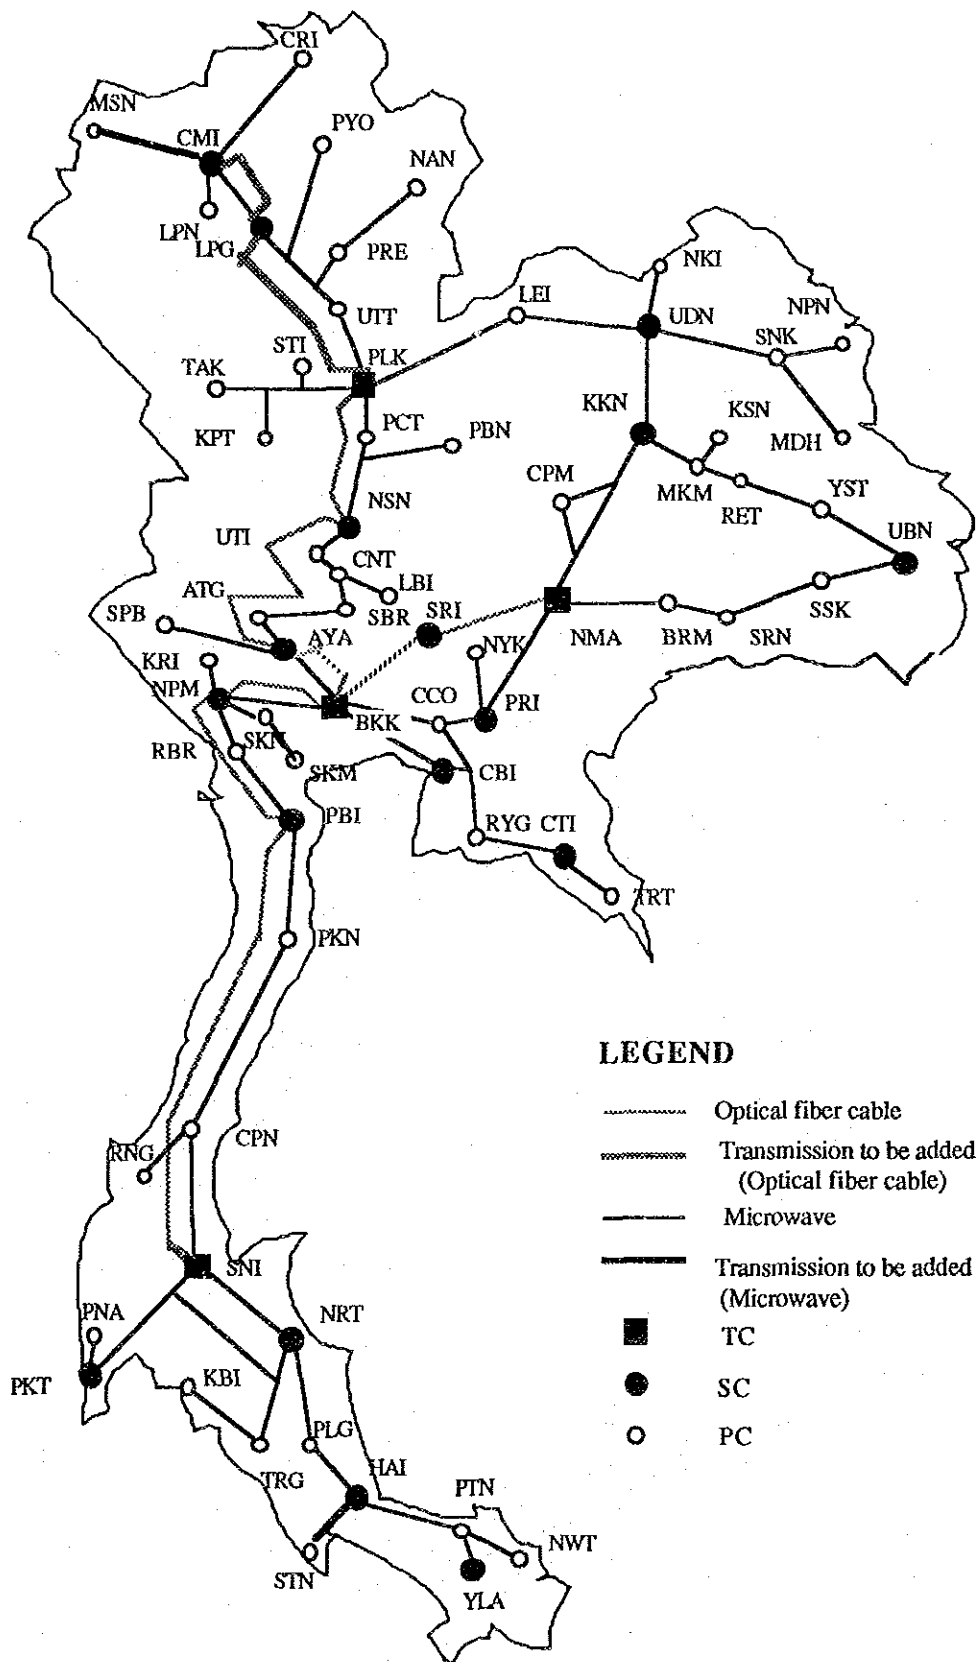 CRI
MSN
PYO
CMI
NAN
LPN
LPG
PRE
NKI
LEI
UTT
UDN
NPN
SNK
STI
PLK
TAK
KKN
KSN
PCT
PBN
KPT
MDH
CPM
MKM
YST
NSN
RET
UTI
UBN
CNT
ATG
LBI
SPB
SBR
SRI
SSK
AYA
NYK
NMA
BRM
SRN
KRI
NPM
CCO
PRI
BKK
SKN
RBR
SKM
CBI
PBI
RYG CTI
TRT
PKN
LEGEND
Optical fiber cable
CPN
RNG
Transmission to be added
(Optical fiber cable)
Microwave
SNI
Transmission to be added
(Microwave)
PNA
NRT
TC
PKT
KBI
SC
PLG
PC
TRG
HAI
PTN
NWT
STN
YLA